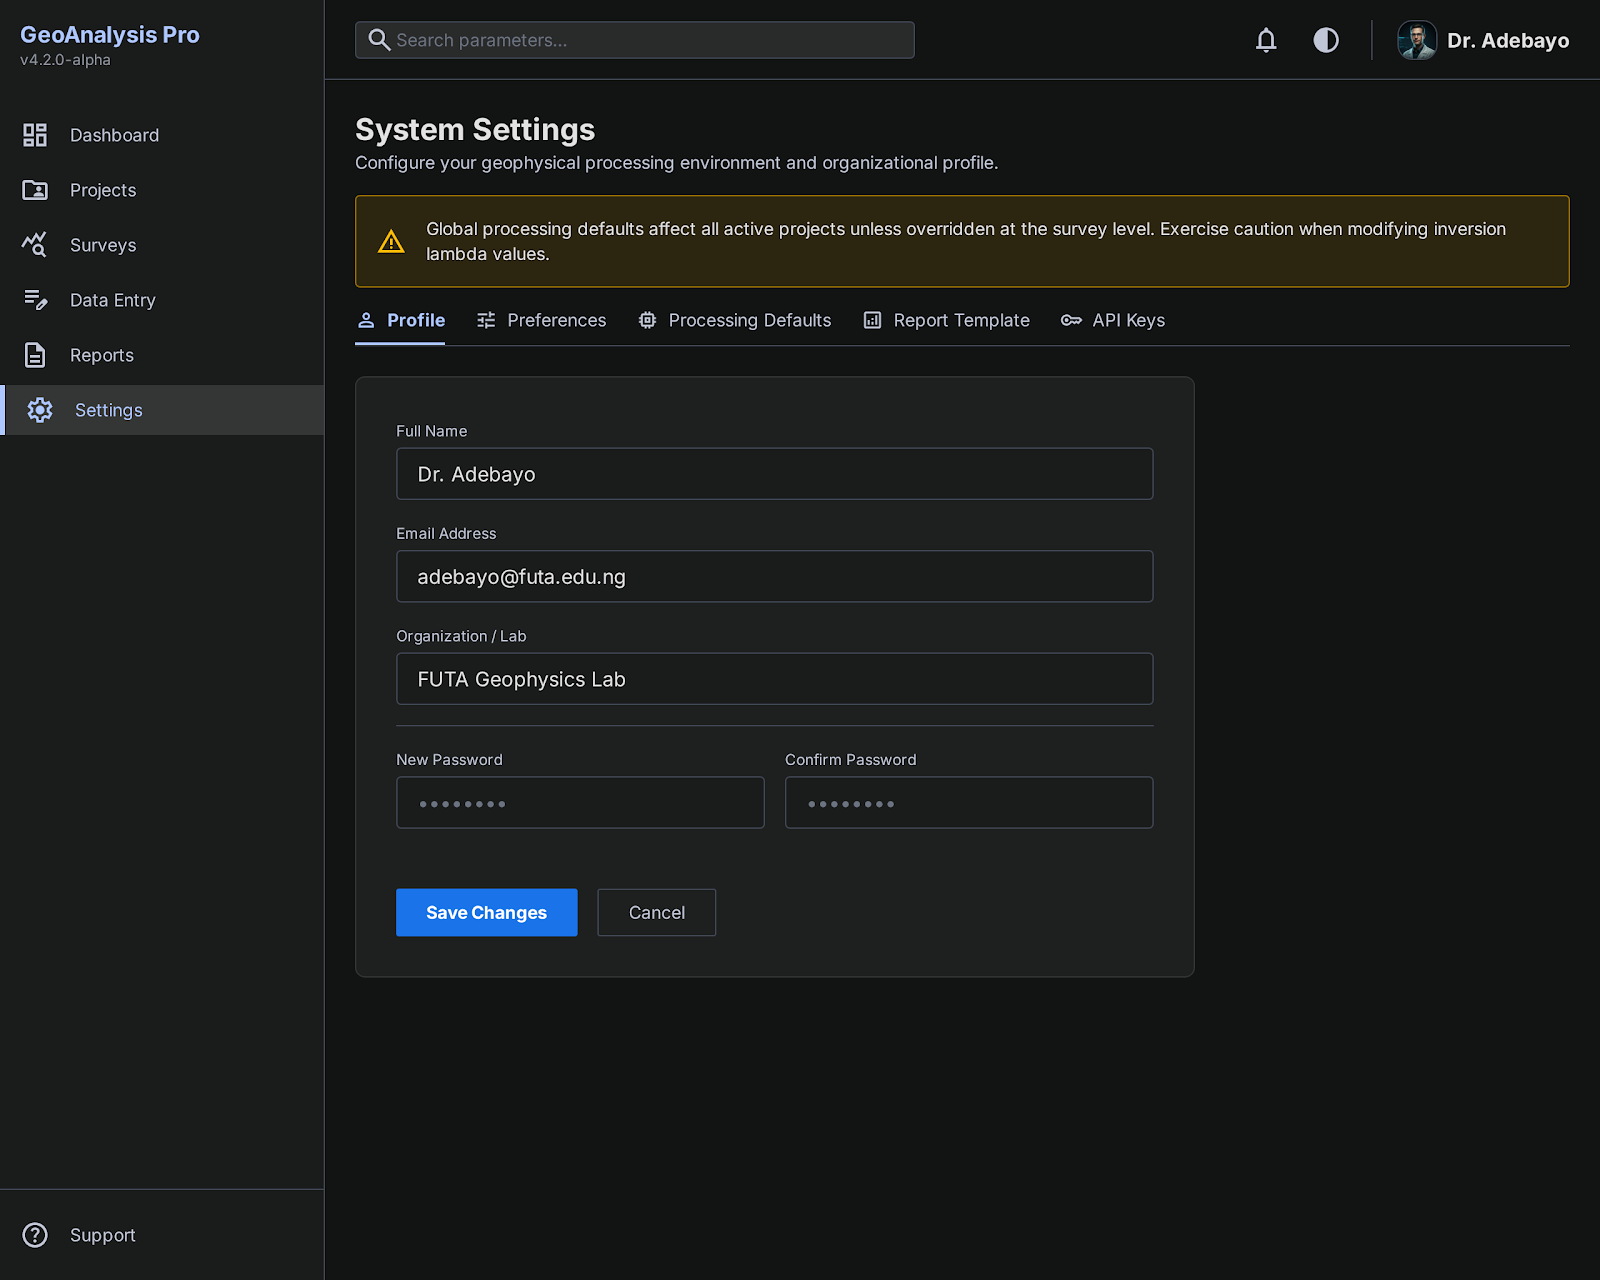 GeoAnalysis Pro
v4.2.0-alpha
Dashboard
Projects
Surveys
Data Entry
Reports
Settings
Support
Search parameters...
Dr. Adebayo
System Settings
Configure your geophysical processing environment and organizational profile.
Global processing defaults affect all active projects unless overridden at the survey level. Exercise caution when modifying inversion
lambda values.
Profile
Preferences
Processing Defaults
Report Template
API Keys
Full Name
Dr. Adebayo
Email Address
adebayo@futa.edu.ng
Organization / Lab
FUTA Geophysics Lab
New Password
Confirm Password
••••••••
••••••••
Save Changes
Cancel